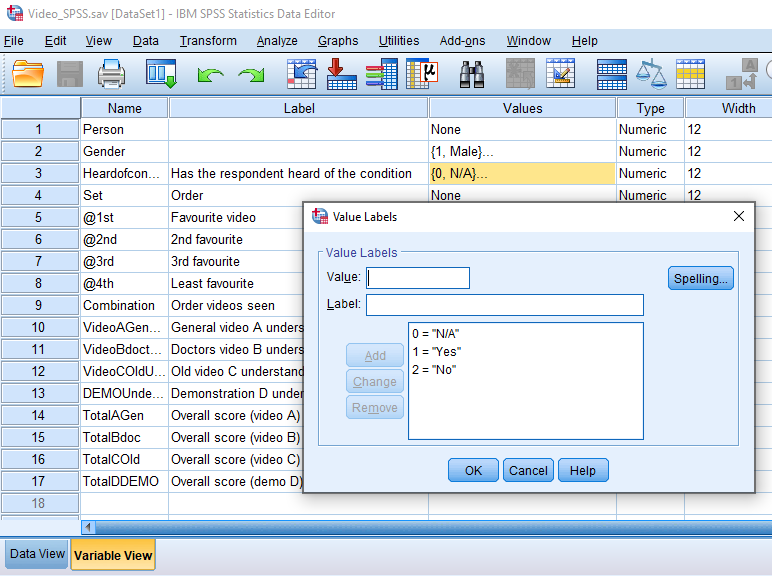 Video_SPSS.sav [DataSet1] - IBM SPSS Statistics Data Editor
File Edit View Data Transform Analyze Graphs Utilities Add-ons Window Help
Name Label Values Type Width
1 Person None Numeric 12
2 Gender {1, Male}... Numeric 12
3 Heardofcon... Has the respondent heard of the condition {0, N/A}... Numeric 12
4 Set Order None Numeric 12
5 @1st Favourite video
6 @2nd 2nd favourite
7 @3rd 3rd favourite
8 @4th Least favourite
9 Combination Order videos seen
10 VideoAGen... General video A unders
11 VideoBdoct... Doctors video B unders
12 VideoCOldU... Old video C understand
13 DEMOUnde... Demonstration D under
14 TotalAGen Overall score (video A)
15 TotalBdoc Overall score (video B)
16 TotalCOld Overall score (video C)
17 TotalDDEMO Overall score (demo D)
18
Value Labels
Value Labels
Value:
Spelling...
Label:
0 = "N/A"
1 = "Yes"
2 = "No"
Add
Change
Remove
OK Cancel Help
Data View Variable View